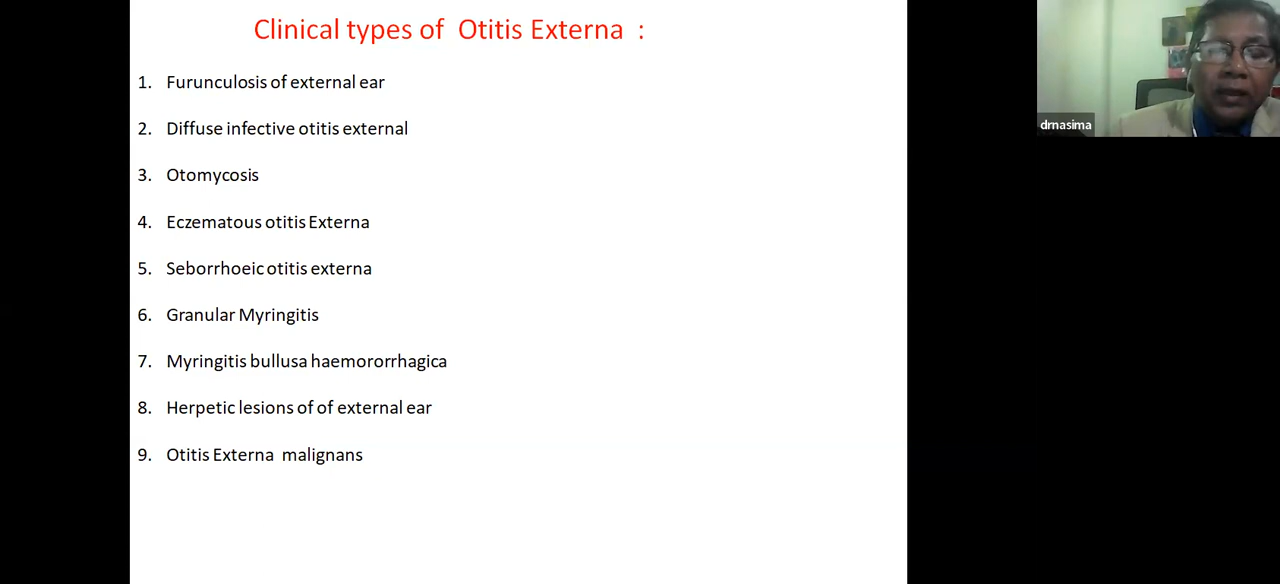 Clinical types of Otitis Externa :
1. Furunculosis of external ear
2. Diffuse infective otitis external
3. Otomycosis
4. Eczematous otitis Externa
5. Seborrhoeic otitis externa
6. Granular Myringitis
7. Myringitis bullusa haemororrhagica
8. Herpetic lesions of of external ear
9. Otitis Externa malignans
drnasima